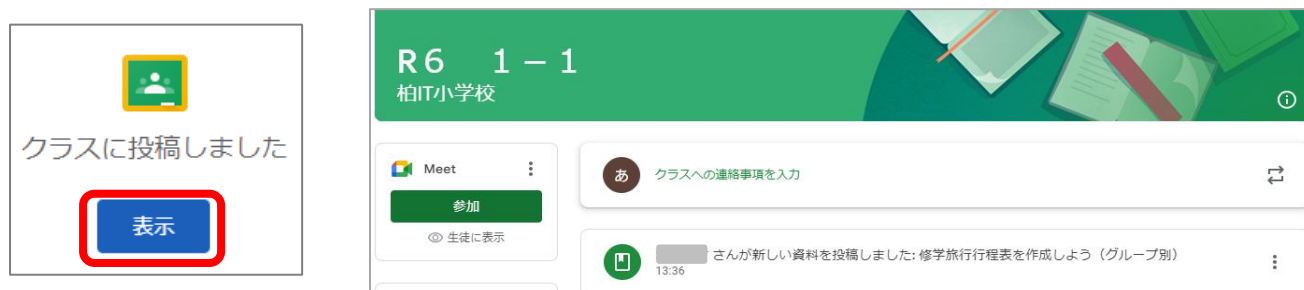 クラスに投稿しました
表示
R6　1－1
柏IT小学校
Meet
参加
生徒に表示
あ
クラスへの連絡事項を入力
さんが新しい資料を投稿しました: 修学旅行行程表を作成しよう（グループ別）
13:36